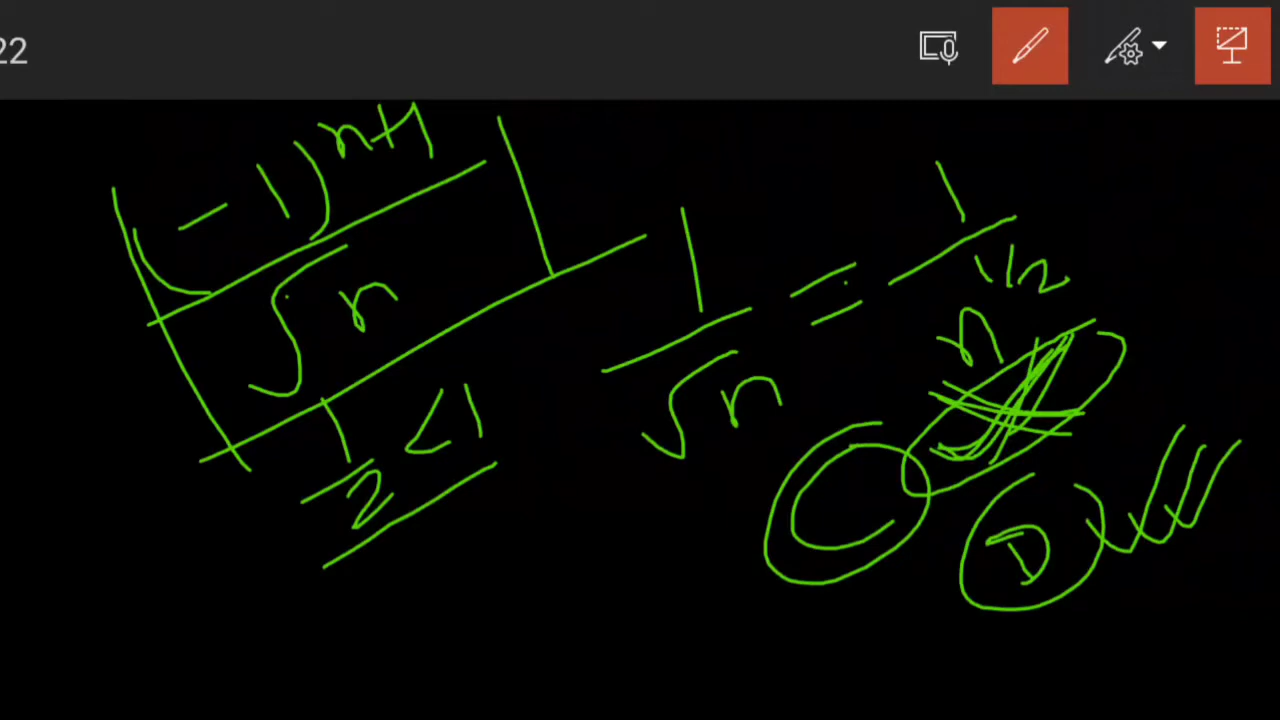 22
|(-1)^{n+1}/√n| 1/√n = 1/n^{1/2}
1/2 < 1
C D